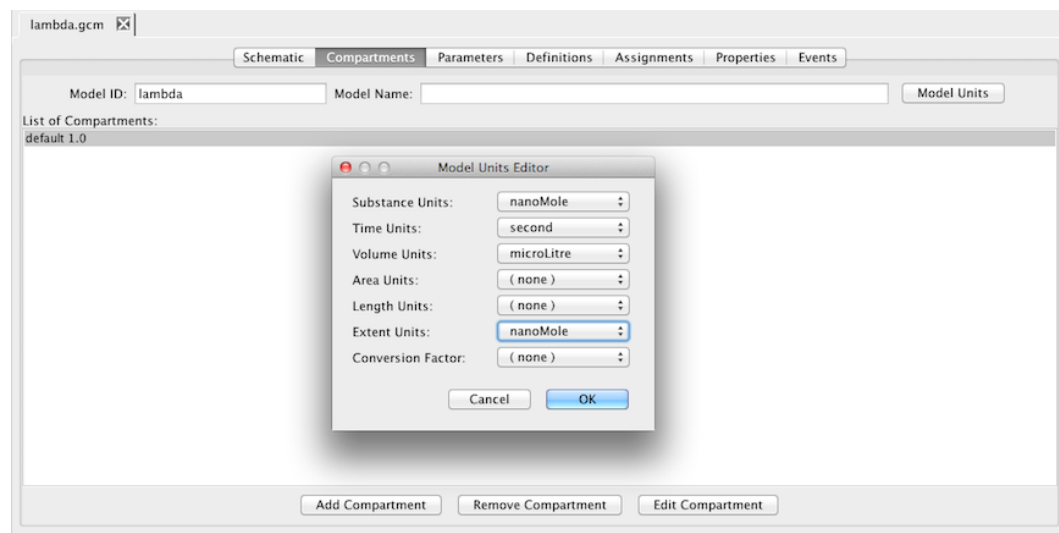 lambda.gcm
Schematic Compartments Parameters Definitions Assignments Properties Events
Model ID: lambda Model Name: Model Units
List of Compartments:
default 1.0
Model Units Editor
Substance Units: nanoMole
Time Units: second
Volume Units: microLitre
Area Units: ( none )
Length Units: ( none )
Extent Units: nanoMole
Conversion Factor: ( none )
Cancel OK
Add Compartment Remove Compartment Edit Compartment